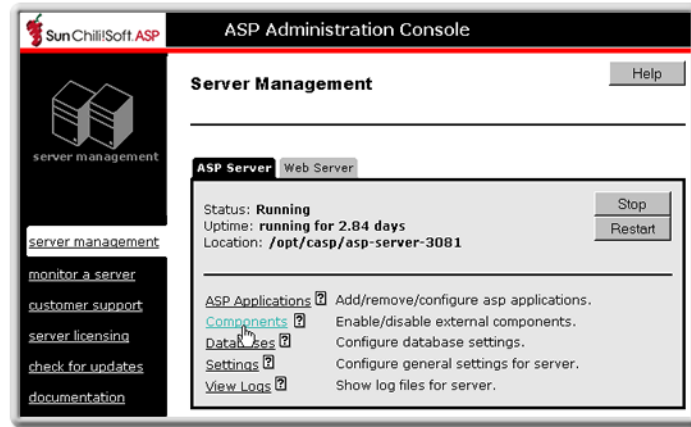 Sun Chili!Soft.ASP
ASP Administration Console
Server Management
Help
server management
ASP Server
Web Server
Status: Running
Uptime: running for 2.84 days
Location: /opt/casp/asp-server-3081
Stop
Restart
server management
monitor a server
customer support
server licensing
check for updates
documentation
ASP Applications ? Add/remove/configure asp applications.
Components ? Enable/disable external components.
Databases ? Configure database settings.
Settings ? Configure general settings for server.
View Logs ? Show log files for server.